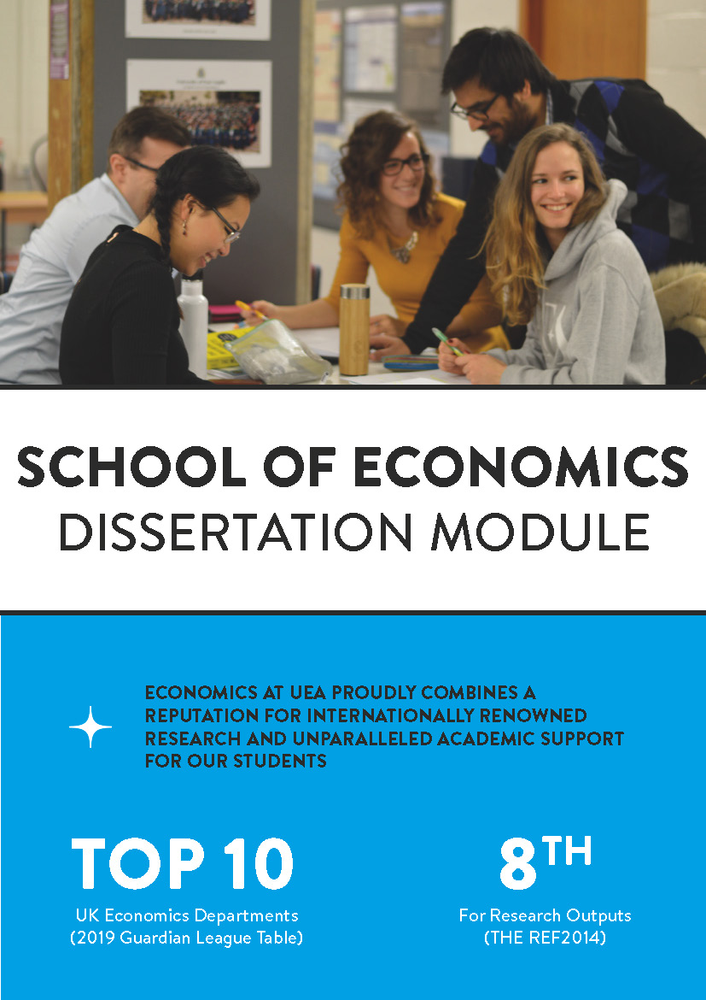 SCHOOL OF ECONOMICS
DISSERTATION MODULE
ECONOMICS AT UEA PROUDLY COMBINES A
REPUTATION FOR INTERNATIONALLY RENOWNED
RESEARCH AND UNPARALLELED ACADEMIC SUPPORT
FOR OUR STUDENTS
TOP 10
UK Economics Departments
(2019 Guardian League Table)
8TH
For Research Outputs
(THE REF2014)